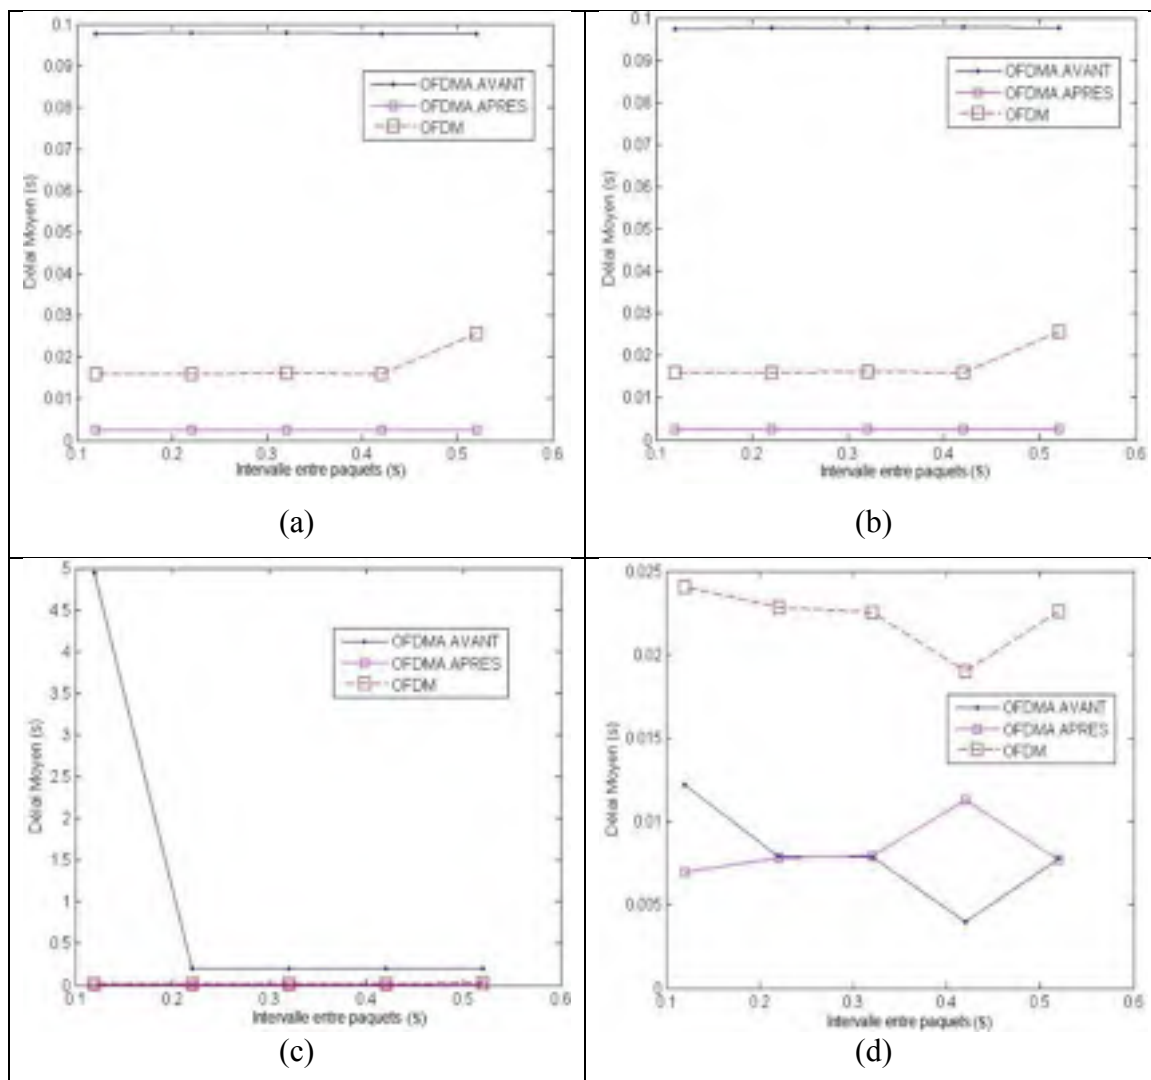 0.1
0.09
0.08
0.07
0.06
0.05
0.04
0.03
0.02
0.01
0
Délai Moyen (s)
OFDMA AVANT
OFDMA APRES
OFDM
0.1 0.2 0.3 0.4 0.5 0.6
Intervalle entre paquets (s)
(a)
0.1
0.09
0.08
0.07
0.06
0.05
0.04
0.03
0.02
0.01
0
Délai Moyen (s)
OFDMA AVANT
OFDMA APRES
OFDM
0.1 0.2 0.3 0.4 0.5 0.6
Intervalle entre paquets (s)
(b)
5
4.5
4
3.5
3
2.5
2
1.5
1
0.5
0
Délai Moyen (s)
OFDMA AVANT
OFDMA APRES
OFDM
0.1 0.2 0.3 0.4 0.5 0.6
Intervalle entre paquets (s)
(c)
0.025
0.02
0.015
0.01
0.005
0
Délai Moyen (s)
OFDMA AVANT
OFDMA APRES
OFDM
0.1 0.2 0.3 0.4 0.5 0.6
Intervalle entre paquets (s)
(d)